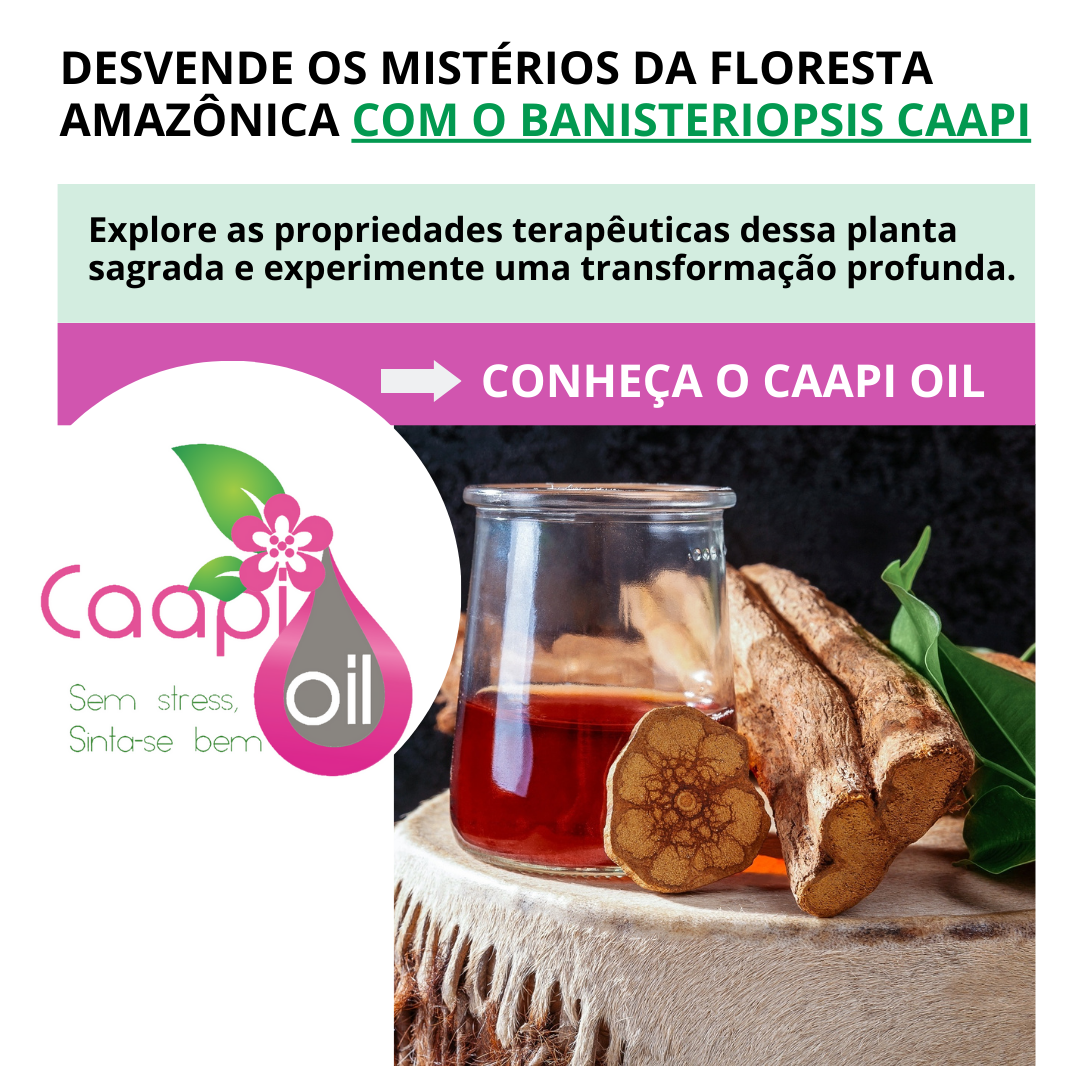 DESVENDE OS MISTÉRIOS DA FLORESTA
AMAZÔNICA COM O BANISTERIOPSIS CAAPI
Explore as propriedades terapêuticas dessa planta
sagrada e experimente uma transformação profunda.
CONHEÇA O CAAPI OIL
Caapi
oil
Sem stress,
Sinta-se bem